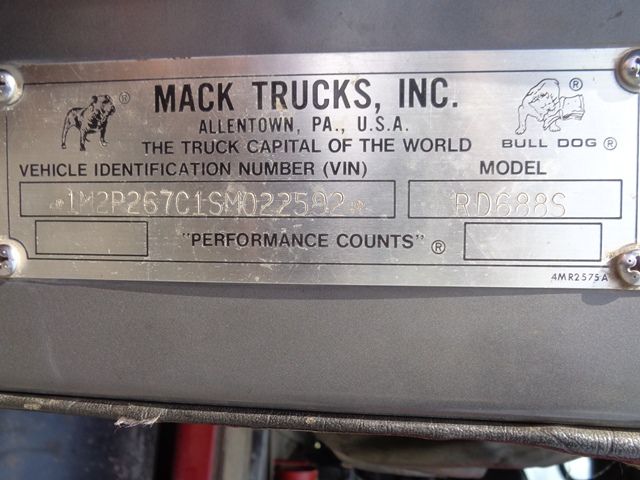 MACK TRUCKS, INC.
ALLENTOWN, PA., U.S.A.
THE TRUCK CAPITAL OF THE WORLD
BULL DOG ®
VEHICLE IDENTIFICATION NUMBER (VIN)
MODEL
*1M2P267C1SM022592*
RD688S
"PERFORMANCE COUNTS" ®
4MR2575A